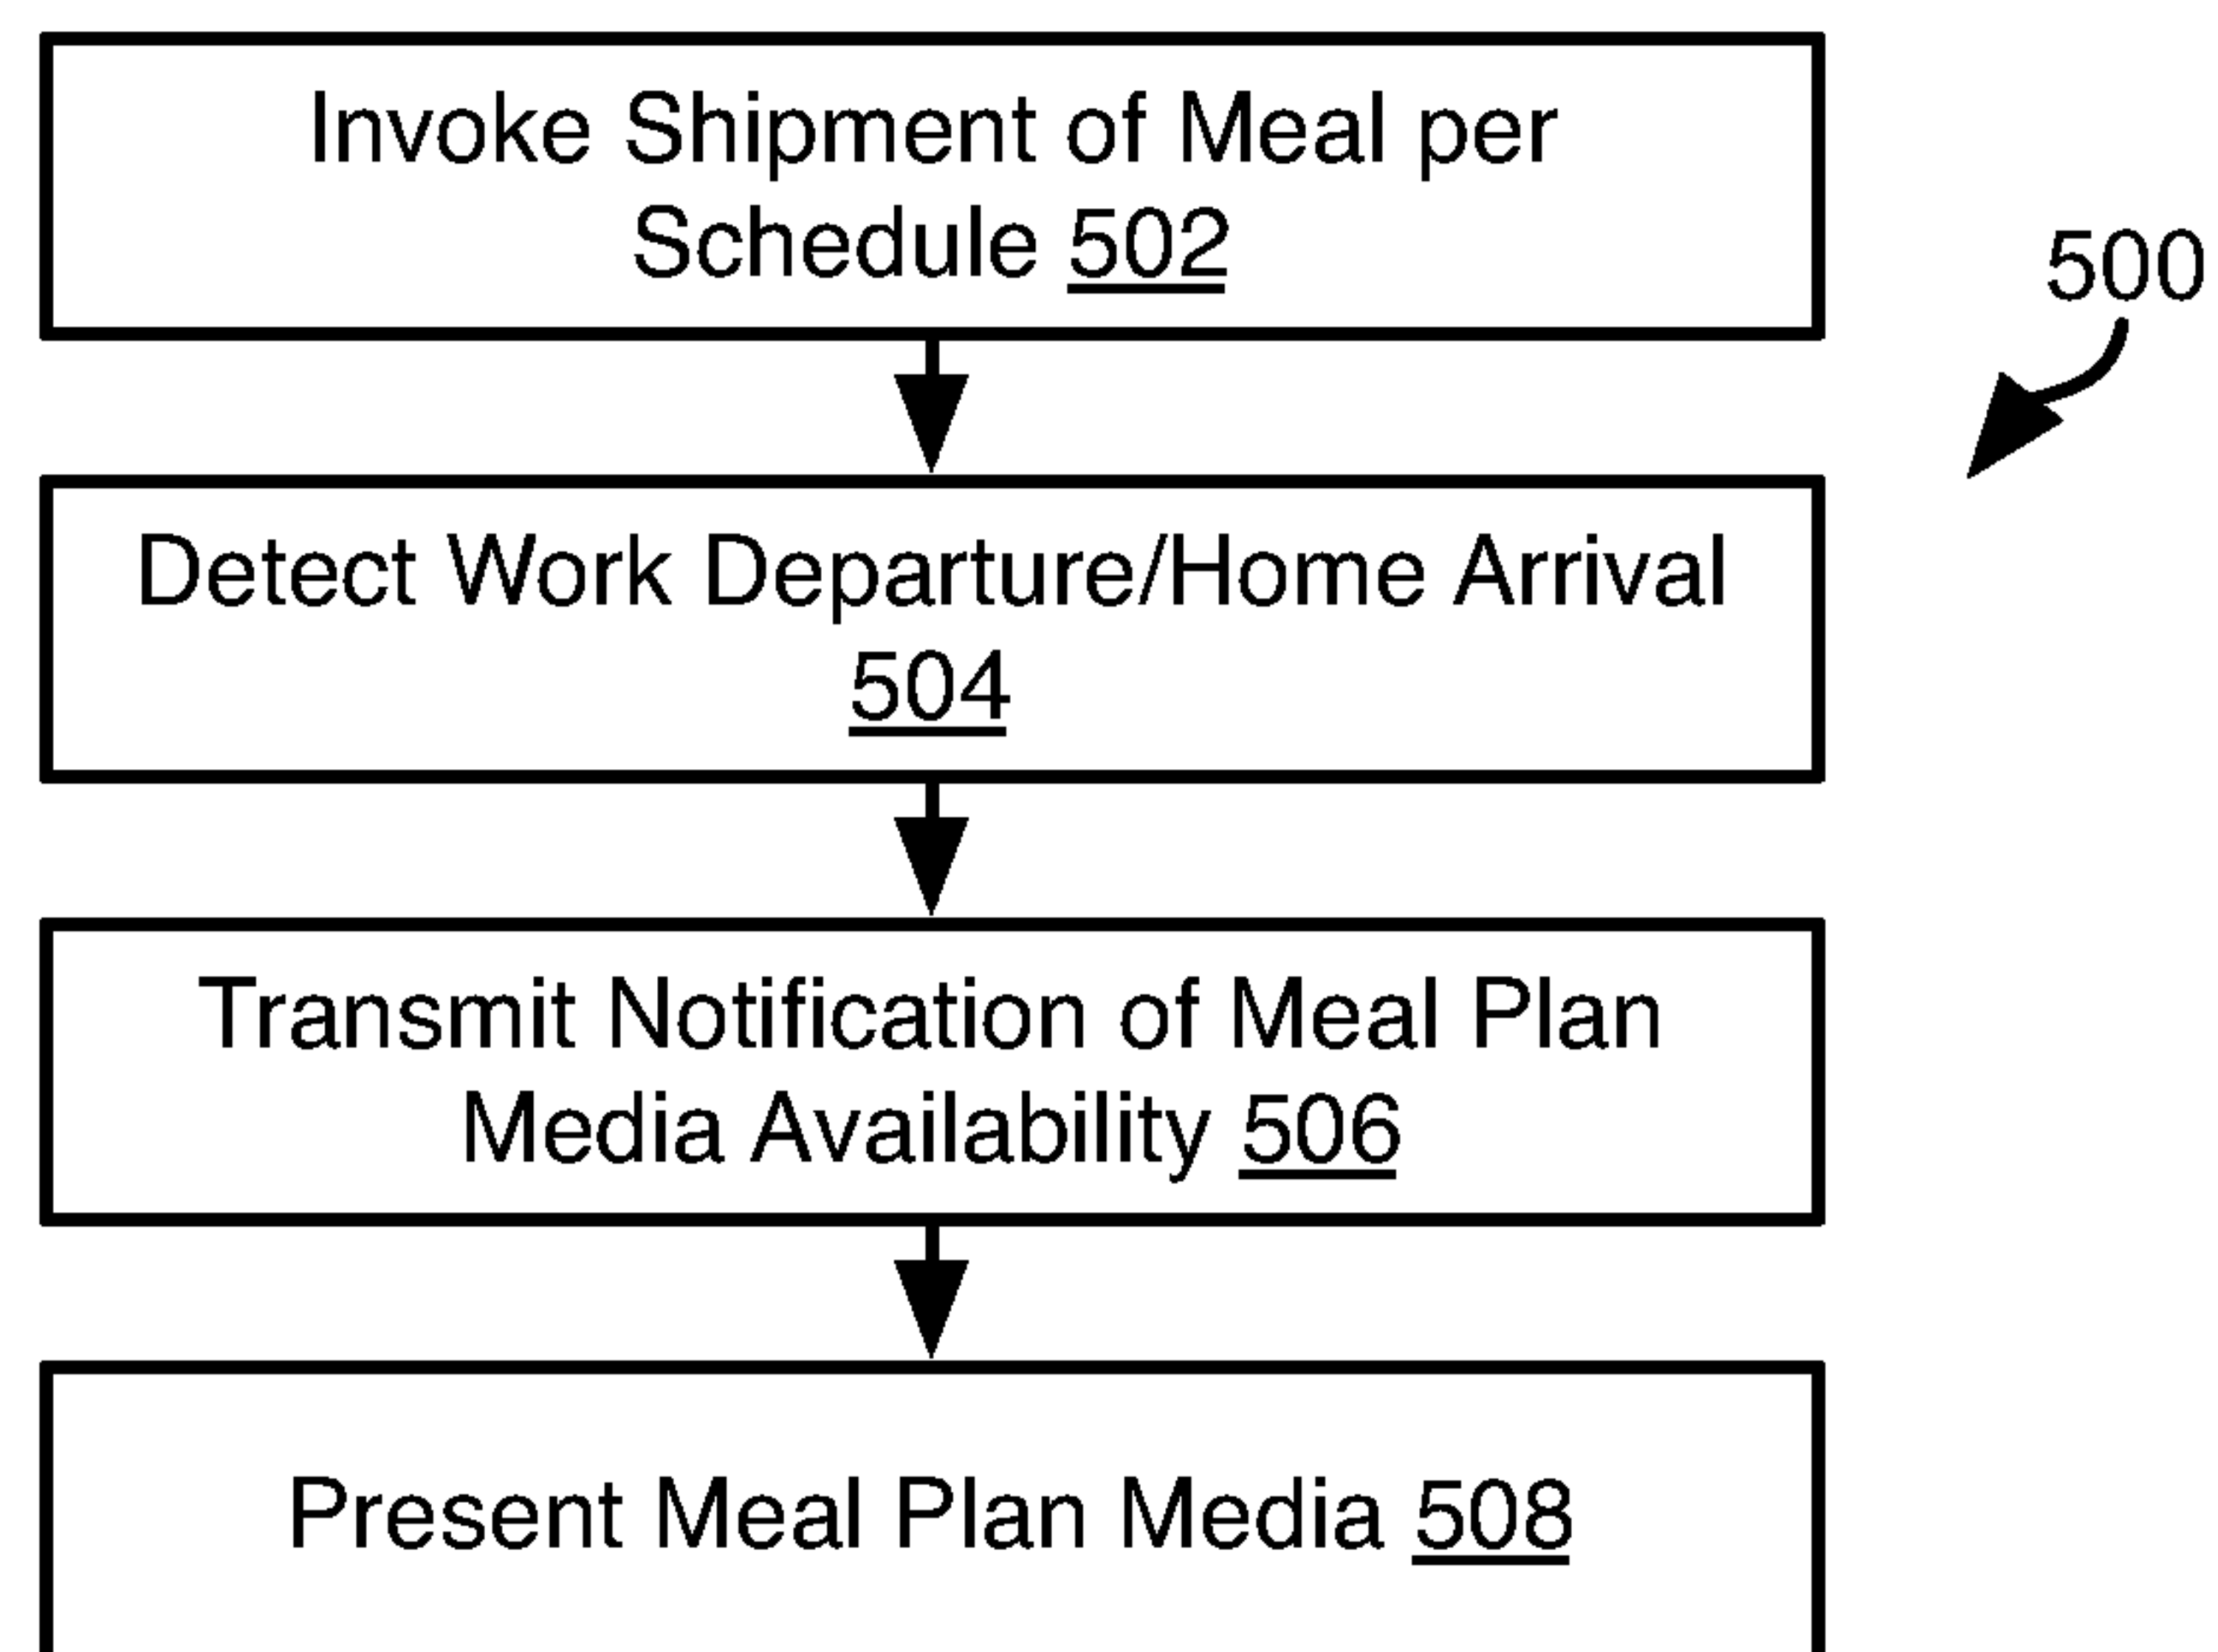 Invoke Shipment of Meal per
Schedule 502
500
Detect Work Departure/Home Arrival
504
Transmit Notification of Meal Plan
Media Availability 506
Present Meal Plan Media 508